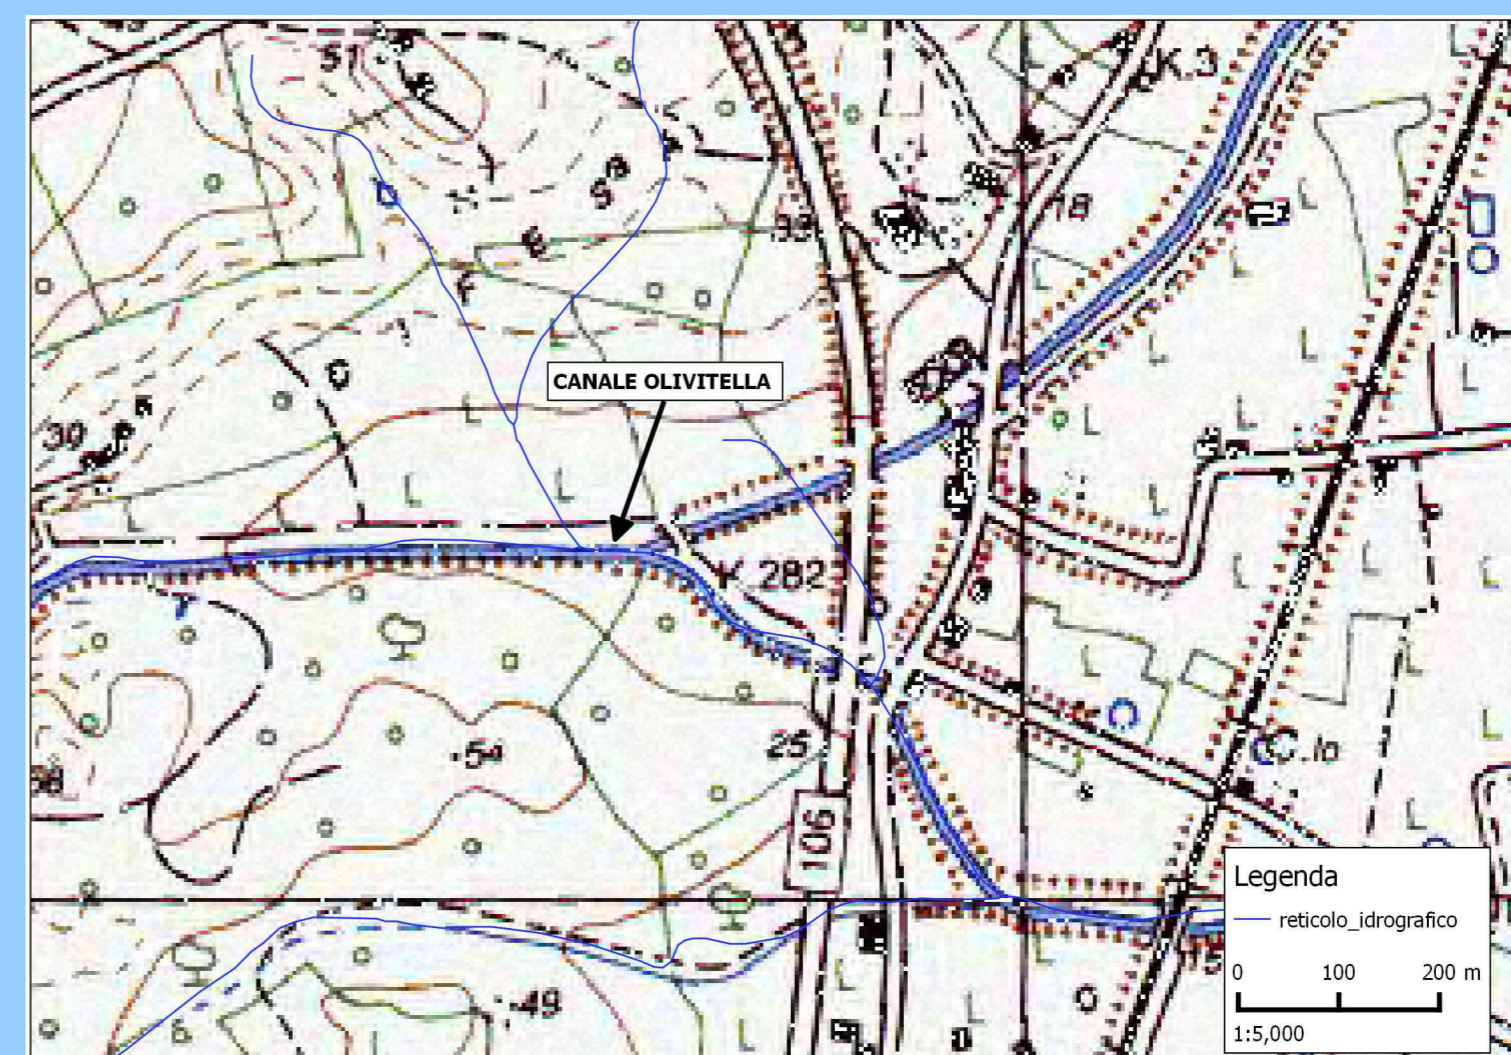 51
K.3
18
33
CANALE OLIVITELLA
30
K 282
25
-54
106
-49
C.lo
Legenda
reticolo_idrografico
0 100 200 m
1:5,000